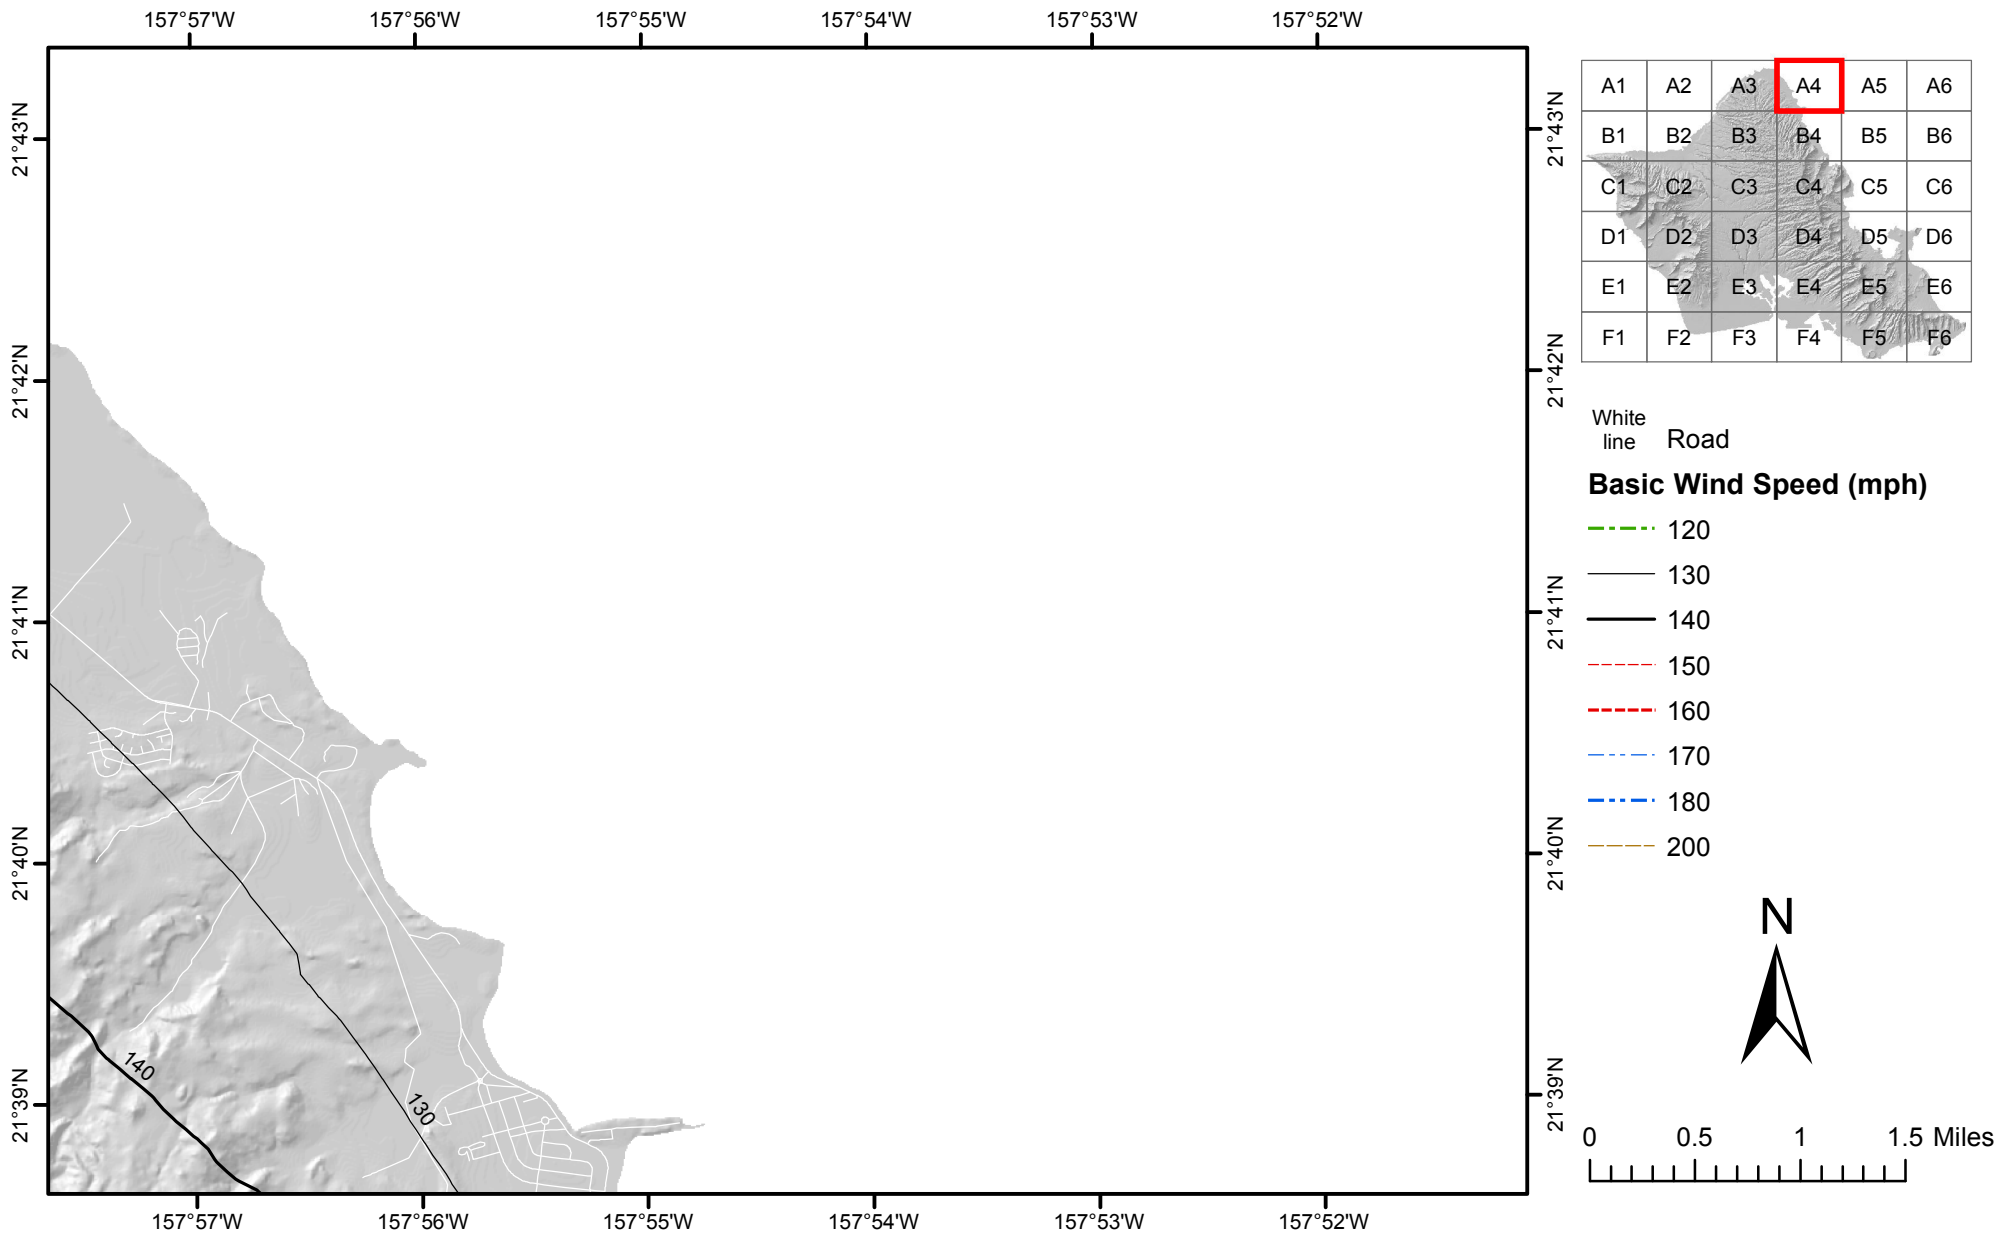 157°57'W 157°56'W 157°55'W 157°54'W 157°53'W 157°52'W
21°43'N
21°42'N
21°41'N
21°40'N
21°39'N
140
130
21°43'N
21°42'N
21°41'N
21°40'N
21°39'N
157°57'W 157°56'W 157°55'W 157°54'W 157°53'W 157°52'W
A1 A2 A3 A4 A5 A6
B1 B2 B3 B4 B5 B6
C1 C2 C3 C4 C5 C6
D1 D2 D3 D4 D5 D6
E1 E2 E3 E4 E5 E6
F1 F2 F3 F4 F5 F6
White
line Road
Basic Wind Speed (mph)
120
130
140
150
160
170
180
200
N
0 0.5 1 1.5 Miles